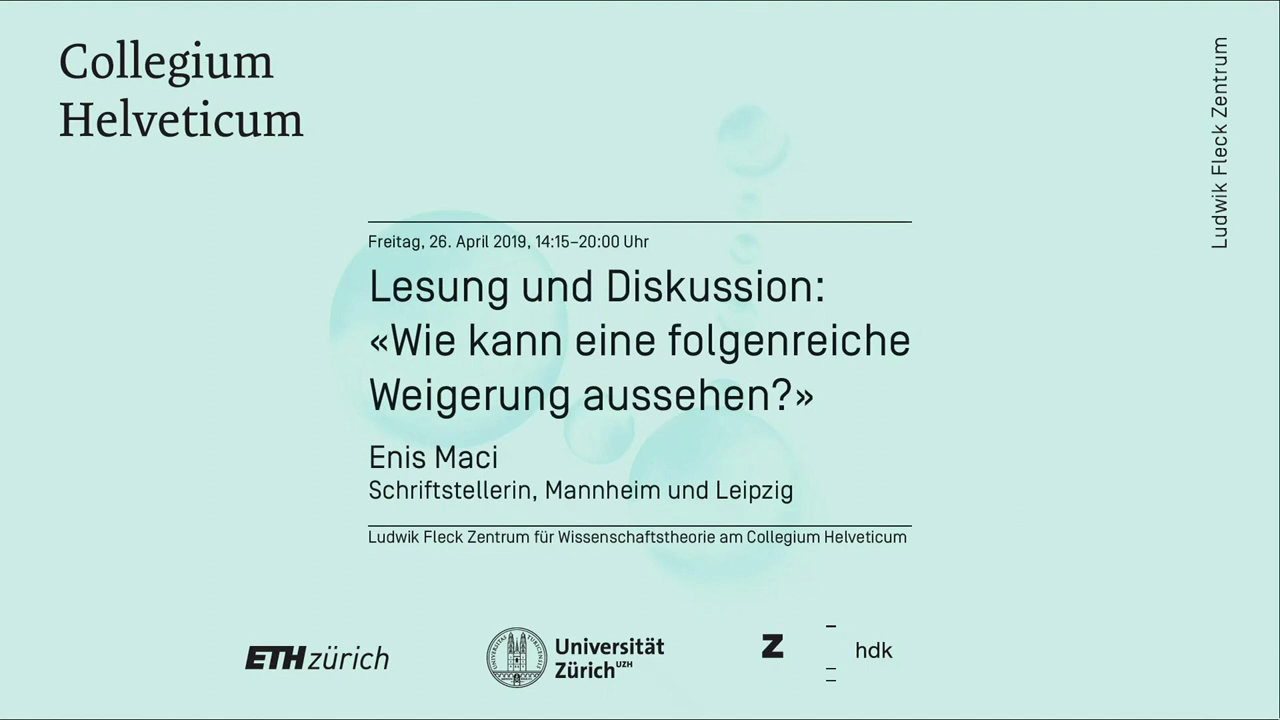 Collegium
Helveticum
Ludwik Fleck Zentrum
Freitag, 26. April 2019, 14:15–20:00 Uhr
Lesung und Diskussion:
«Wie kann eine folgenreiche
Weigerung aussehen?»
Enis Maci
Schriftstellerin, Mannheim und Leipzig
Ludwik Fleck Zentrum für Wissenschaftstheorie am Collegium Helveticum
ETH zürich
Universität
Zürich UZH
Z hdk